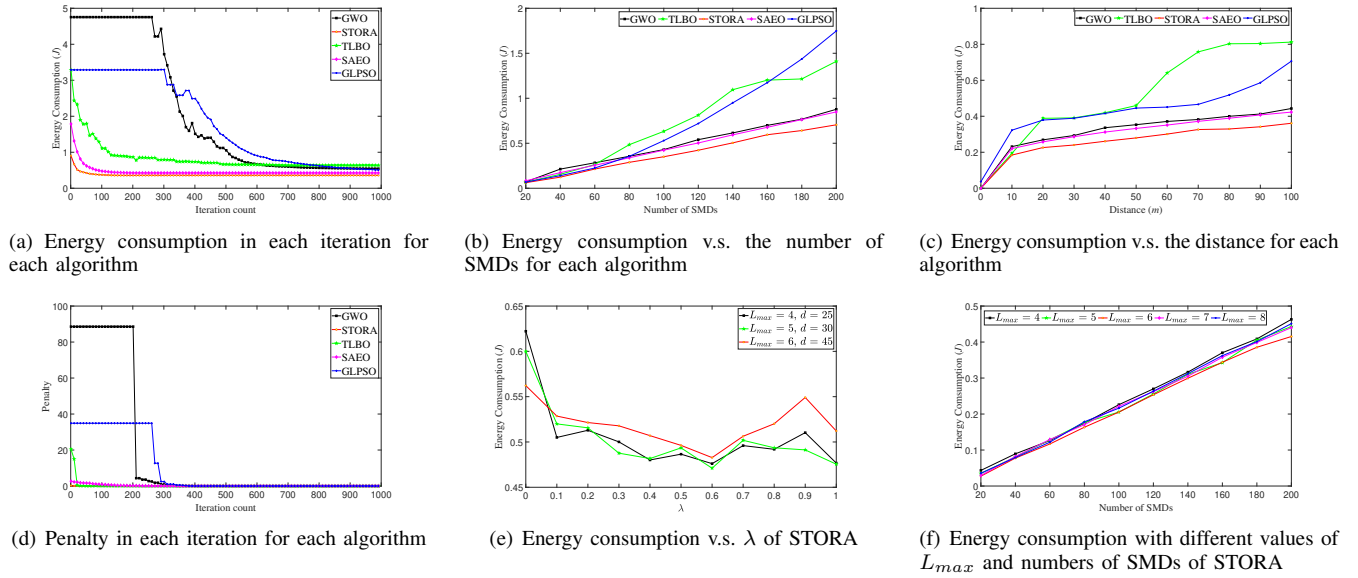 5
4
3
2
1
0
Energy Consumption (J)
GWO
STORA
TLBO
SAEO
GLPSO
0 100 200 300 400 500 600 700 800 900 1000
Iteration count
(a) Energy consumption in each iteration for
each algorithm
GWO TLBO STORA SAEO GLPSO
2
1.5
1
0.5
0
Energy Consumption (J)
20 40 60 80 100 120 140 160 180 200
Number of SMDs
(b) Energy consumption v.s. the number of
SMDs for each algorithm
GWO TLBO STORA SAEO GLPSO
1
0.8
0.6
0.4
0.2
0
Energy Consumption (J)
0 10 20 30 40 50 60 70 80 90 100
Distance (m)
(c) Energy consumption v.s. the distance for each
algorithm
100
80
60
40
20
0
Penalty
GWO
STORA
TLBO
SAEO
GLPSO
0 100 200 300 400 500 600 700 800 900 1000
Iteration count
(d) Penalty in each iteration for each algorithm
0.65
0.6
0.55
0.5
0.45
Energy Comsumption (J)
L_max = 4, d = 25
L_max = 5, d = 30
L_max = 6, d = 45
0 0.1 0.2 0.3 0.4 0.5 0.6 0.7 0.8 0.9 1
λ
(e) Energy consumption v.s. λ of STORA
L_max = 4 L_max = 5 L_max = 6 L_max = 7 L_max = 8
0.5
0.4
0.3
0.2
0.1
0
Energy Comsumption (J)
20 40 60 80 100 120 140 160 180 200
Number of SMDs
(f) Energy consumption with different values of
L_max and numbers of SMDs of STORA